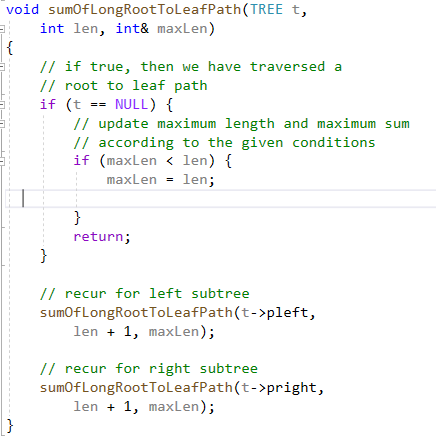 void sumOfLongRootToLeafPath(TREE t,
    int len, int& maxLen)
{
    // if true, then we have traversed a
    // root to leaf path
    if (t == NULL) {
        // update maximum length and maximum sum
        // according to the given conditions
        if (maxLen < len) {
            maxLen = len;
        }
        return;
    }
    // recur for left subtree
    sumOfLongRootToLeafPath(t->pleft,
        len + 1, maxLen);
    // recur for right subtree
    sumOfLongRootToLeafPath(t->pright,
        len + 1, maxLen);
}